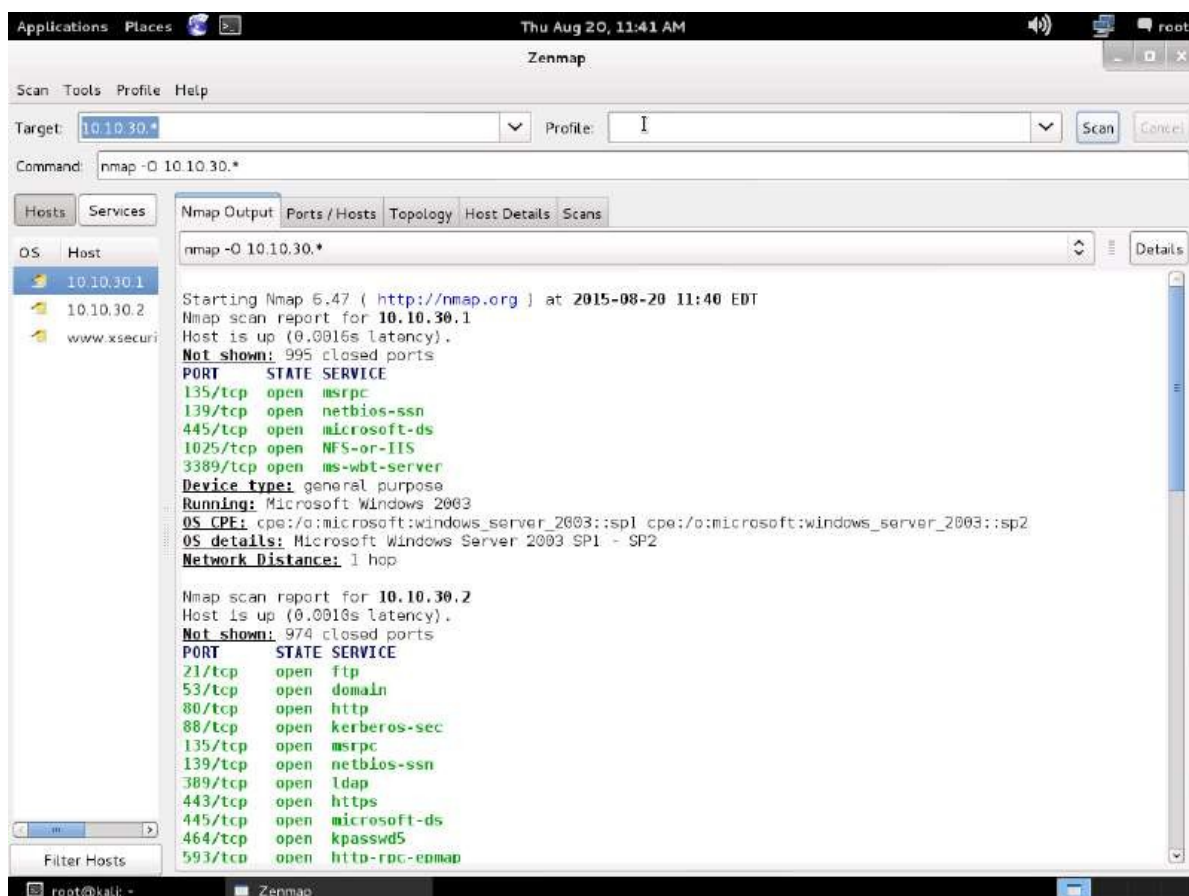 Applications Places Thu Aug 20, 11:41 AM root
Zenmap
Scan Tools Profile Help
Target: 10.10.30.* Profile: Scan Cancel
Command: nmap -O 10.10.30.*
Hosts Services Nmap Output Ports / Hosts Topology Host Details Scans
OS Host nmap -O 10.10.30.* Details
10.10.30.1
10.10.30.2
www.xsecuri
Starting Nmap 6.47 ( http://nmap.org ) at 2015-08-20 11:40 EDT
Nmap scan report for 10.10.30.1
Host is up (0.0016s latency).
Not shown: 995 closed ports
PORT STATE SERVICE
135/tcp open msrpc
139/tcp open netbios-ssn
445/tcp open microsoft-ds
1025/tcp open NFS-or-IIS
3389/tcp open ms-wbt-server
Device type: general purpose
Running: Microsoft Windows 2003
OS CPE: cpe:/o:microsoft:windows_server_2003::sp1 cpe:/o:microsoft:windows_server_2003::sp2
OS details: Microsoft Windows Server 2003 SP1 - SP2
Network Distance: 1 hop
Nmap scan report for 10.10.30.2
Host is up (0.0010s latency).
Not shown: 974 closed ports
PORT STATE SERVICE
21/tcp open ftp
53/tcp open domain
80/tcp open http
88/tcp open kerberos-sec
135/tcp open msrpc
139/tcp open netbios-ssn
389/tcp open ldap
443/tcp open https
445/tcp open microsoft-ds
464/tcp open kpasswd5
593/tcp open http-rpc-epmap
Filter Hosts
root@kali: ~ Zenmap